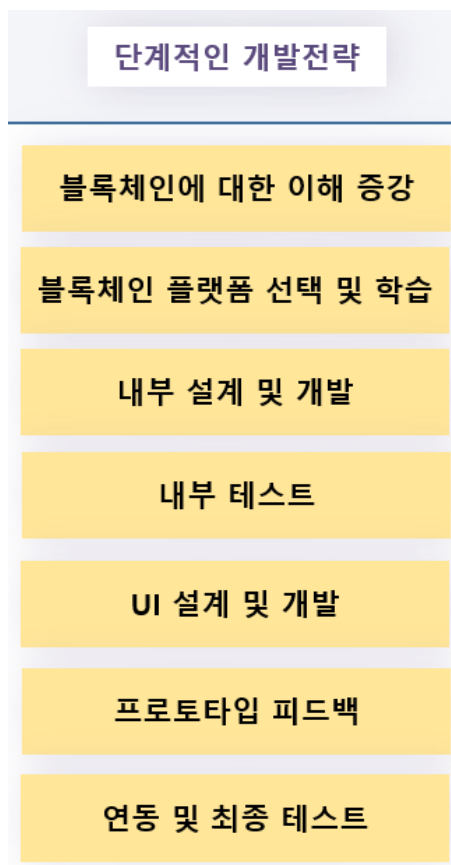 단계적인 개발전략
블록체인에 대한 이해 증강
블록체인 플랫폼 선택 및 학습
내부 설계 및 개발
내부 테스트
UI 설계 및 개발
프로토타입 피드백
연동 및 최종 테스트